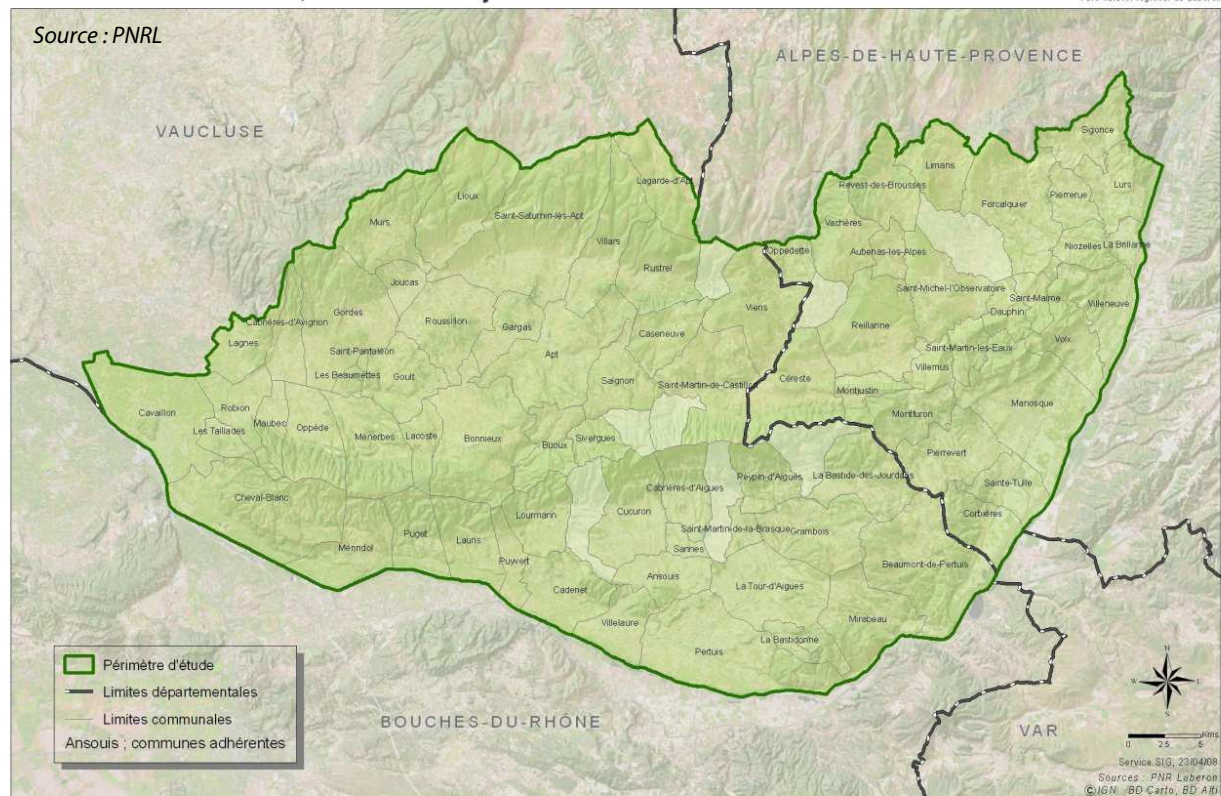 Source : PNRL
ALPES-DE-HAUTE-PROVENCE
VAUCLUSE
Sigonce
Limans
Lurs
Lagarde-d'Apt
Revest-des-Brousses
Pierrerue
Lioux
Forcalquier
Saint-Saturnin-lès-Apt
Murs
Vachères
Villars
Niozelles
La Brillanne
Oppedette
Aubenas-les-Alpes
Rustrel
Joucas
Saint-Michel-l'Observatoire
Saint-Maime
Villeneuve
Viens
Dauphin
Gordes
Cabrières-d'Avignon
Roussillon
Gargas
Reillanne
Caseneuve
Volx
Lagnes
Saint-Pantaléon
Apt
Saint-Martin-les-Eaux
Villemus
Les Beaumettes
Goult
Saignon
Saint-Martin-de-Castillon
Céreste
Montjustin
Manosque
Cavaillon
Robion
Maubec
Les Taillades
Oppède
Ménerbes
Lacoste
Bonnieux
Buoux
Sivergues
Montfuron
Pierrevert
Reypin-d'Aigues
La Bastide-des-Jourdans
Cabrières-d'Aigues
Sainte-Tulle
Cheval-Blanc
Lourmarin
Cucuron
Corbières
Saint-Martin-de-la-Brasque
Grambois
Puget
Lauris
Mérindol
Sannes
Puyvert
Beaumont-de-Pertuis
Ansouis
La Tour-d'Aigues
Cadenet
Villelaure
Mirabeau
La Bastidonne
Pertuis
Périmètre d'étude
Limites départementales
Limites communales
Ansouis ; communes adhérentes
BOUCHES-DU-RHÔNE
VAR
N
W
E
S
Kms
0 2.5 5
Service SIG, 23/04/08
Sources : PNR Luberon
©IGN : BD Carto, BD Alti